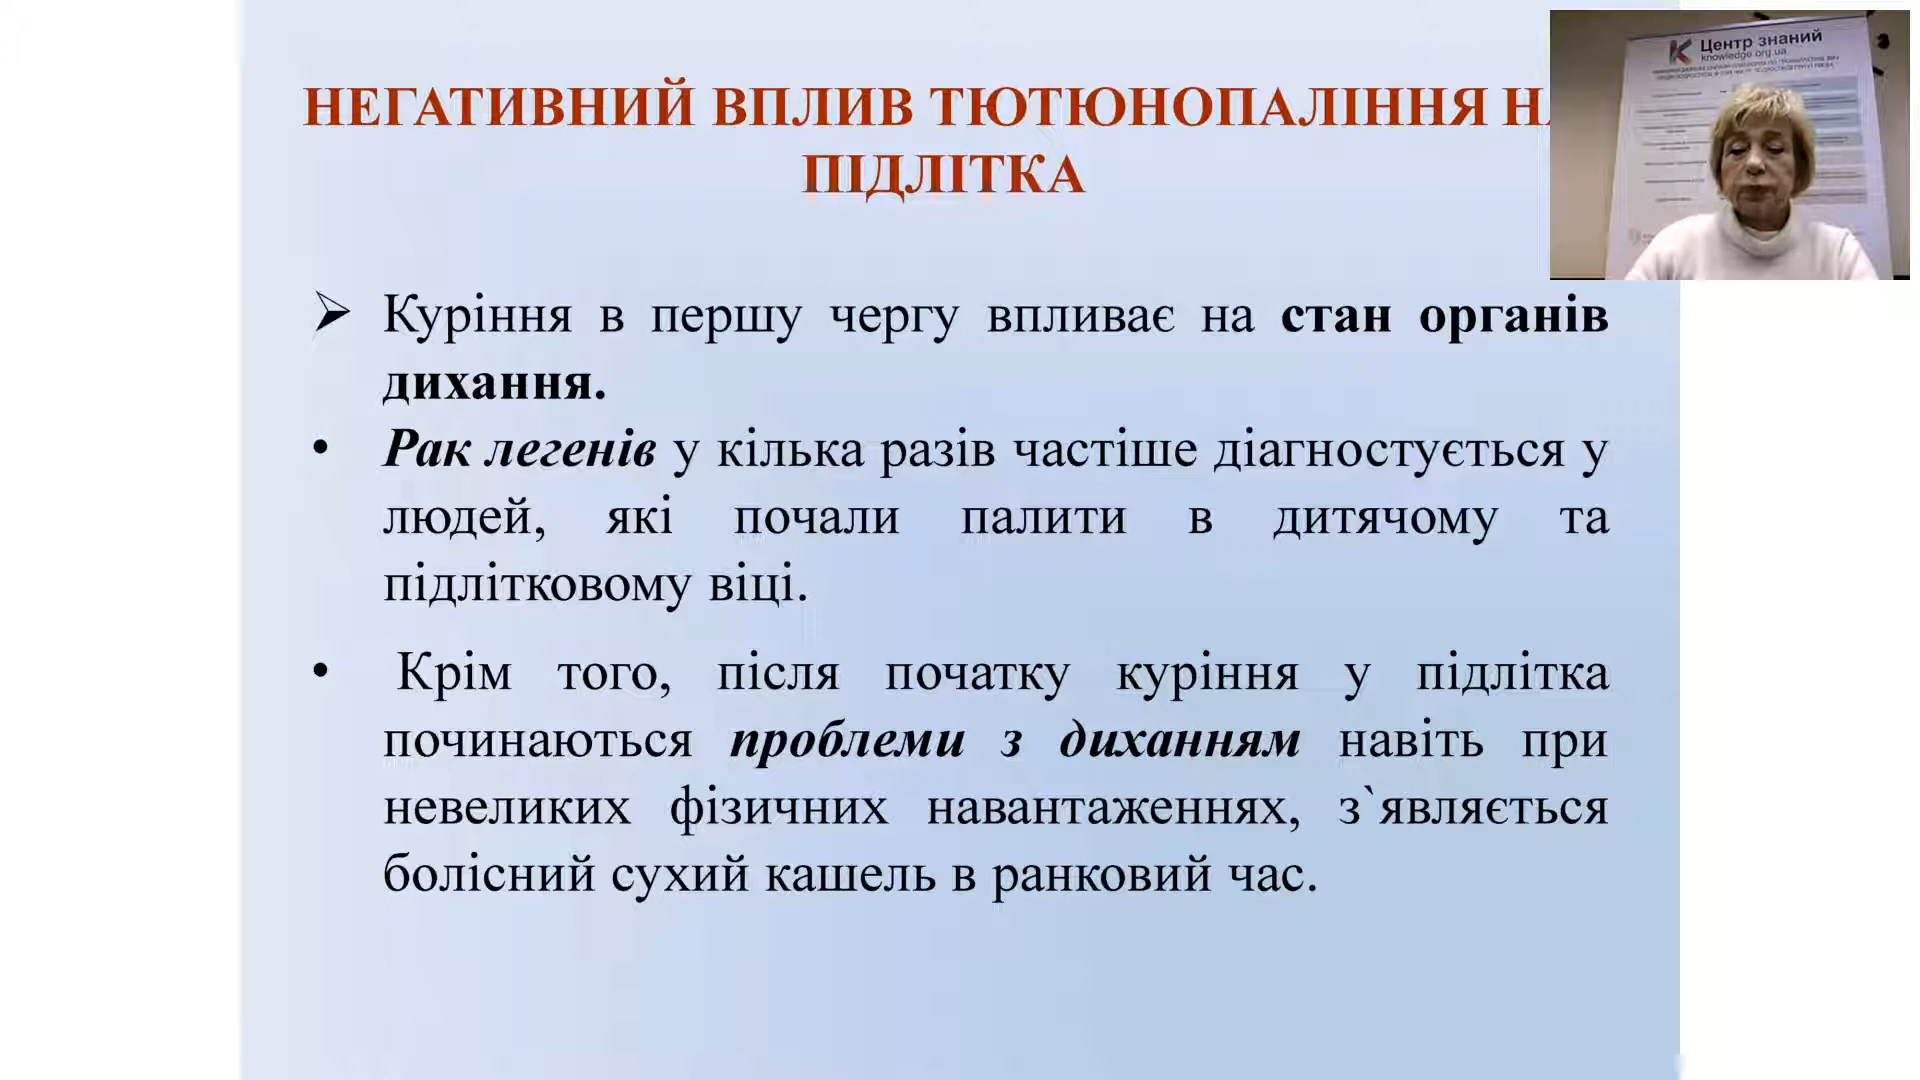 НЕГАТИВНИЙ ВПЛИВ ТЮТЮНОПАЛІННЯ НА
ПІДЛІТКА
Центр знаний
knowledge.org.ua
➢ Куріння в першу чергу впливає на стан органів
дихання.
• Рак легенів у кілька разів частіше діагностується у
людей, які почали палити в дитячому та
підлітковому віці.
• Крім того, після початку куріння у підлітка
починаються проблеми з диханням навіть при
невеликих фізичних навантаженнях, з`являється
болісний сухий кашель в ранковий час.